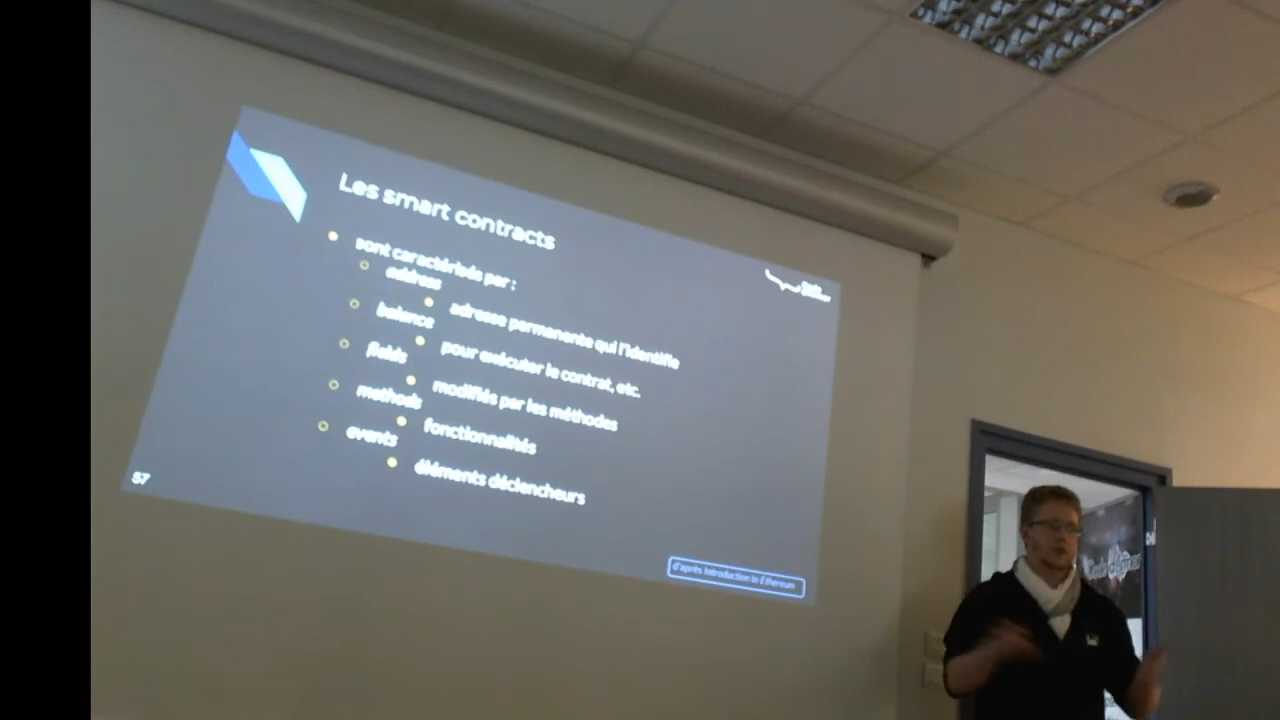 Les smart contracts
sont caractérisés par :
address
adresse permanente qui l'identifie
balance
pour exécuter le contrat, etc.
fields
modifiés par les méthodes
methods
fonctionnalités
events
éléments déclencheurs
57
d'après Introduction to Ethereum